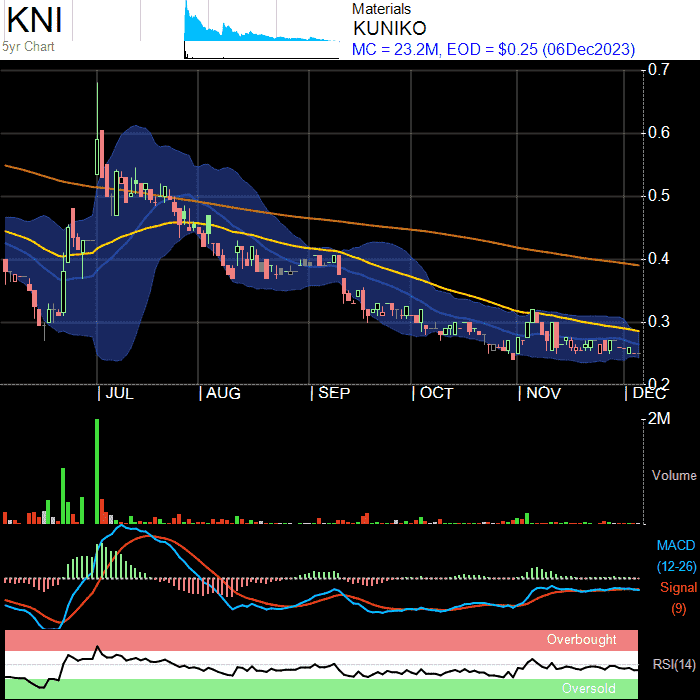 KNI
5yr Chart
Materials
KUNIKO
MC = 23.2M, EOD = $0.25 (06Dec2023)
0.7
0.6
0.5
0.4
0.3
0.2
| JUL | AUG | SEP | OCT | NOV | DEC
2M
Volume
MACD
(12-26)
Signal
(9)
Overbought
RSI(14)
Oversold